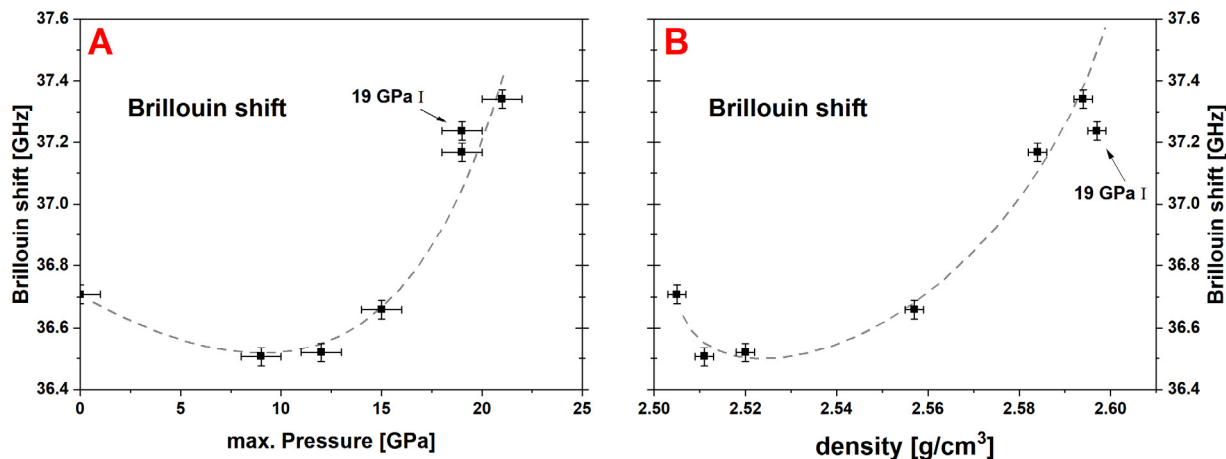 A
Brillouin shift
19 GPa I
37.6
37.4
37.2
37.0
36.8
36.6
36.4
Brillouin shift [GHz]
0
5
10
15
20
25
max. Pressure [GPa]
B
Brillouin shift
19 GPa I
37.6
37.4
37.2
37.0
36.8
36.6
36.4
Brillouin shift [GHz]
2.50
2.52
2.54
2.56
2.58
2.60
density [g/cm³]